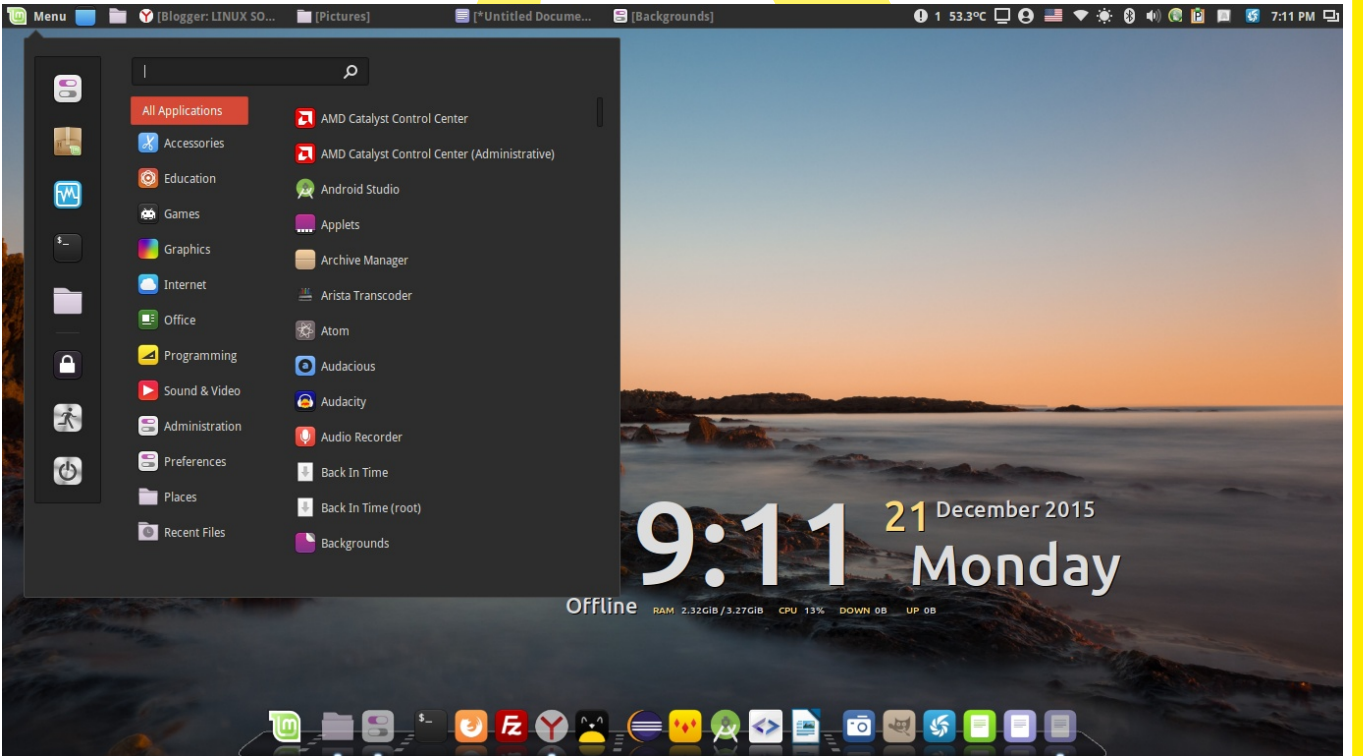 Menu [Blogger: LINUX SO... [Pictures] [*Untitled Docume... [Backgrounds] 1 53.3ºC 7:11 PM
All Applications
Accessories
Education
Games
Graphics
Internet
Office
Programming
Sound & Video
Administration
Preferences
Places
Recent Files
AMD Catalyst Control Center
AMD Catalyst Control Center (Administrative)
Android Studio
Applets
Archive Manager
Arista Transcoder
Atom
Audacious
Audacity
Audio Recorder
Back In Time
Back In Time (root)
Backgrounds
9:11 21 December 2015
Monday
Offline RAM 2.32GiB/3.27GiB CPU 13% DOWN 0B UP 0B